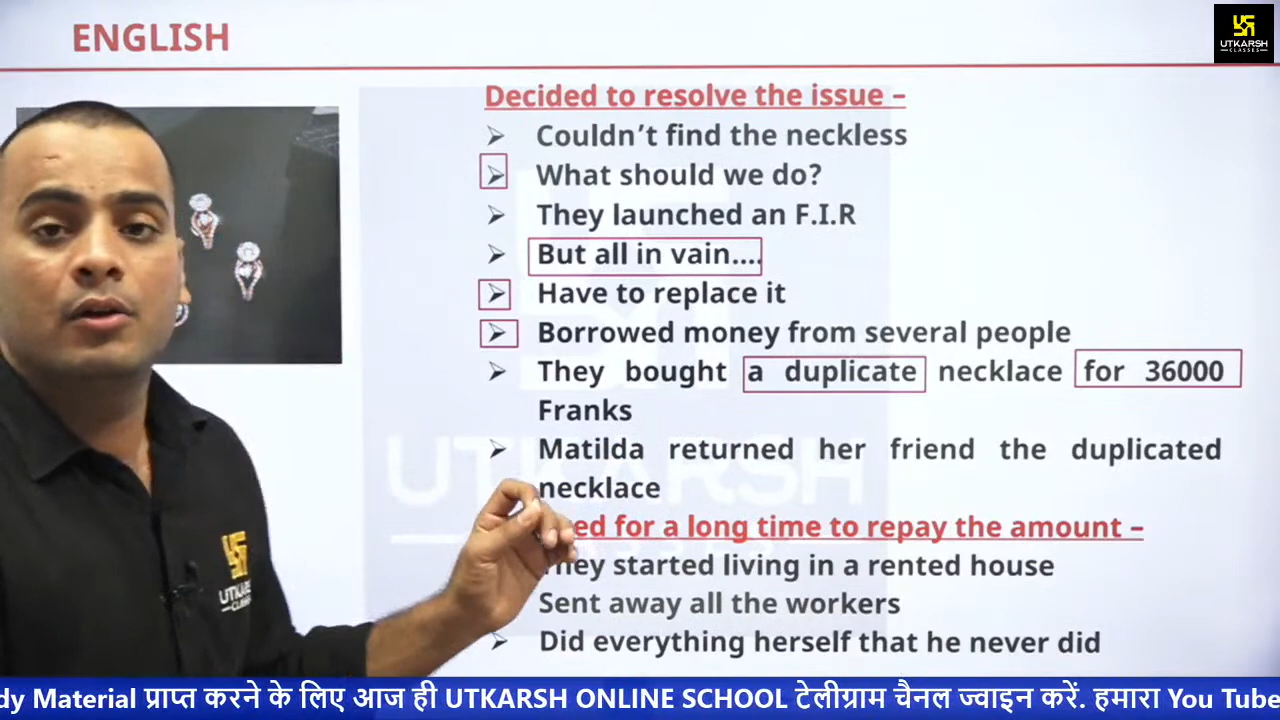 ENGLISH
UTKARSH
CLASSES
Decided to resolve the issue –
Couldn't find the neckless
What should we do?
They launched an F.I.R
But all in vain....
Have to replace it
Borrowed money from several people
They bought a duplicate necklace for 36000
Franks
Matilda returned her friend the duplicated
necklace
for a long time to repay the amount –
They started living in a rented house
Sent away all the workers
Did everything herself that he never did
UTKARSH
Material प्राप्त करने के लिए आज ही UTKARSH ONLINE SCHOOL टेलीग्राम चैनल ज्वाइन करें. हमारा You Tube